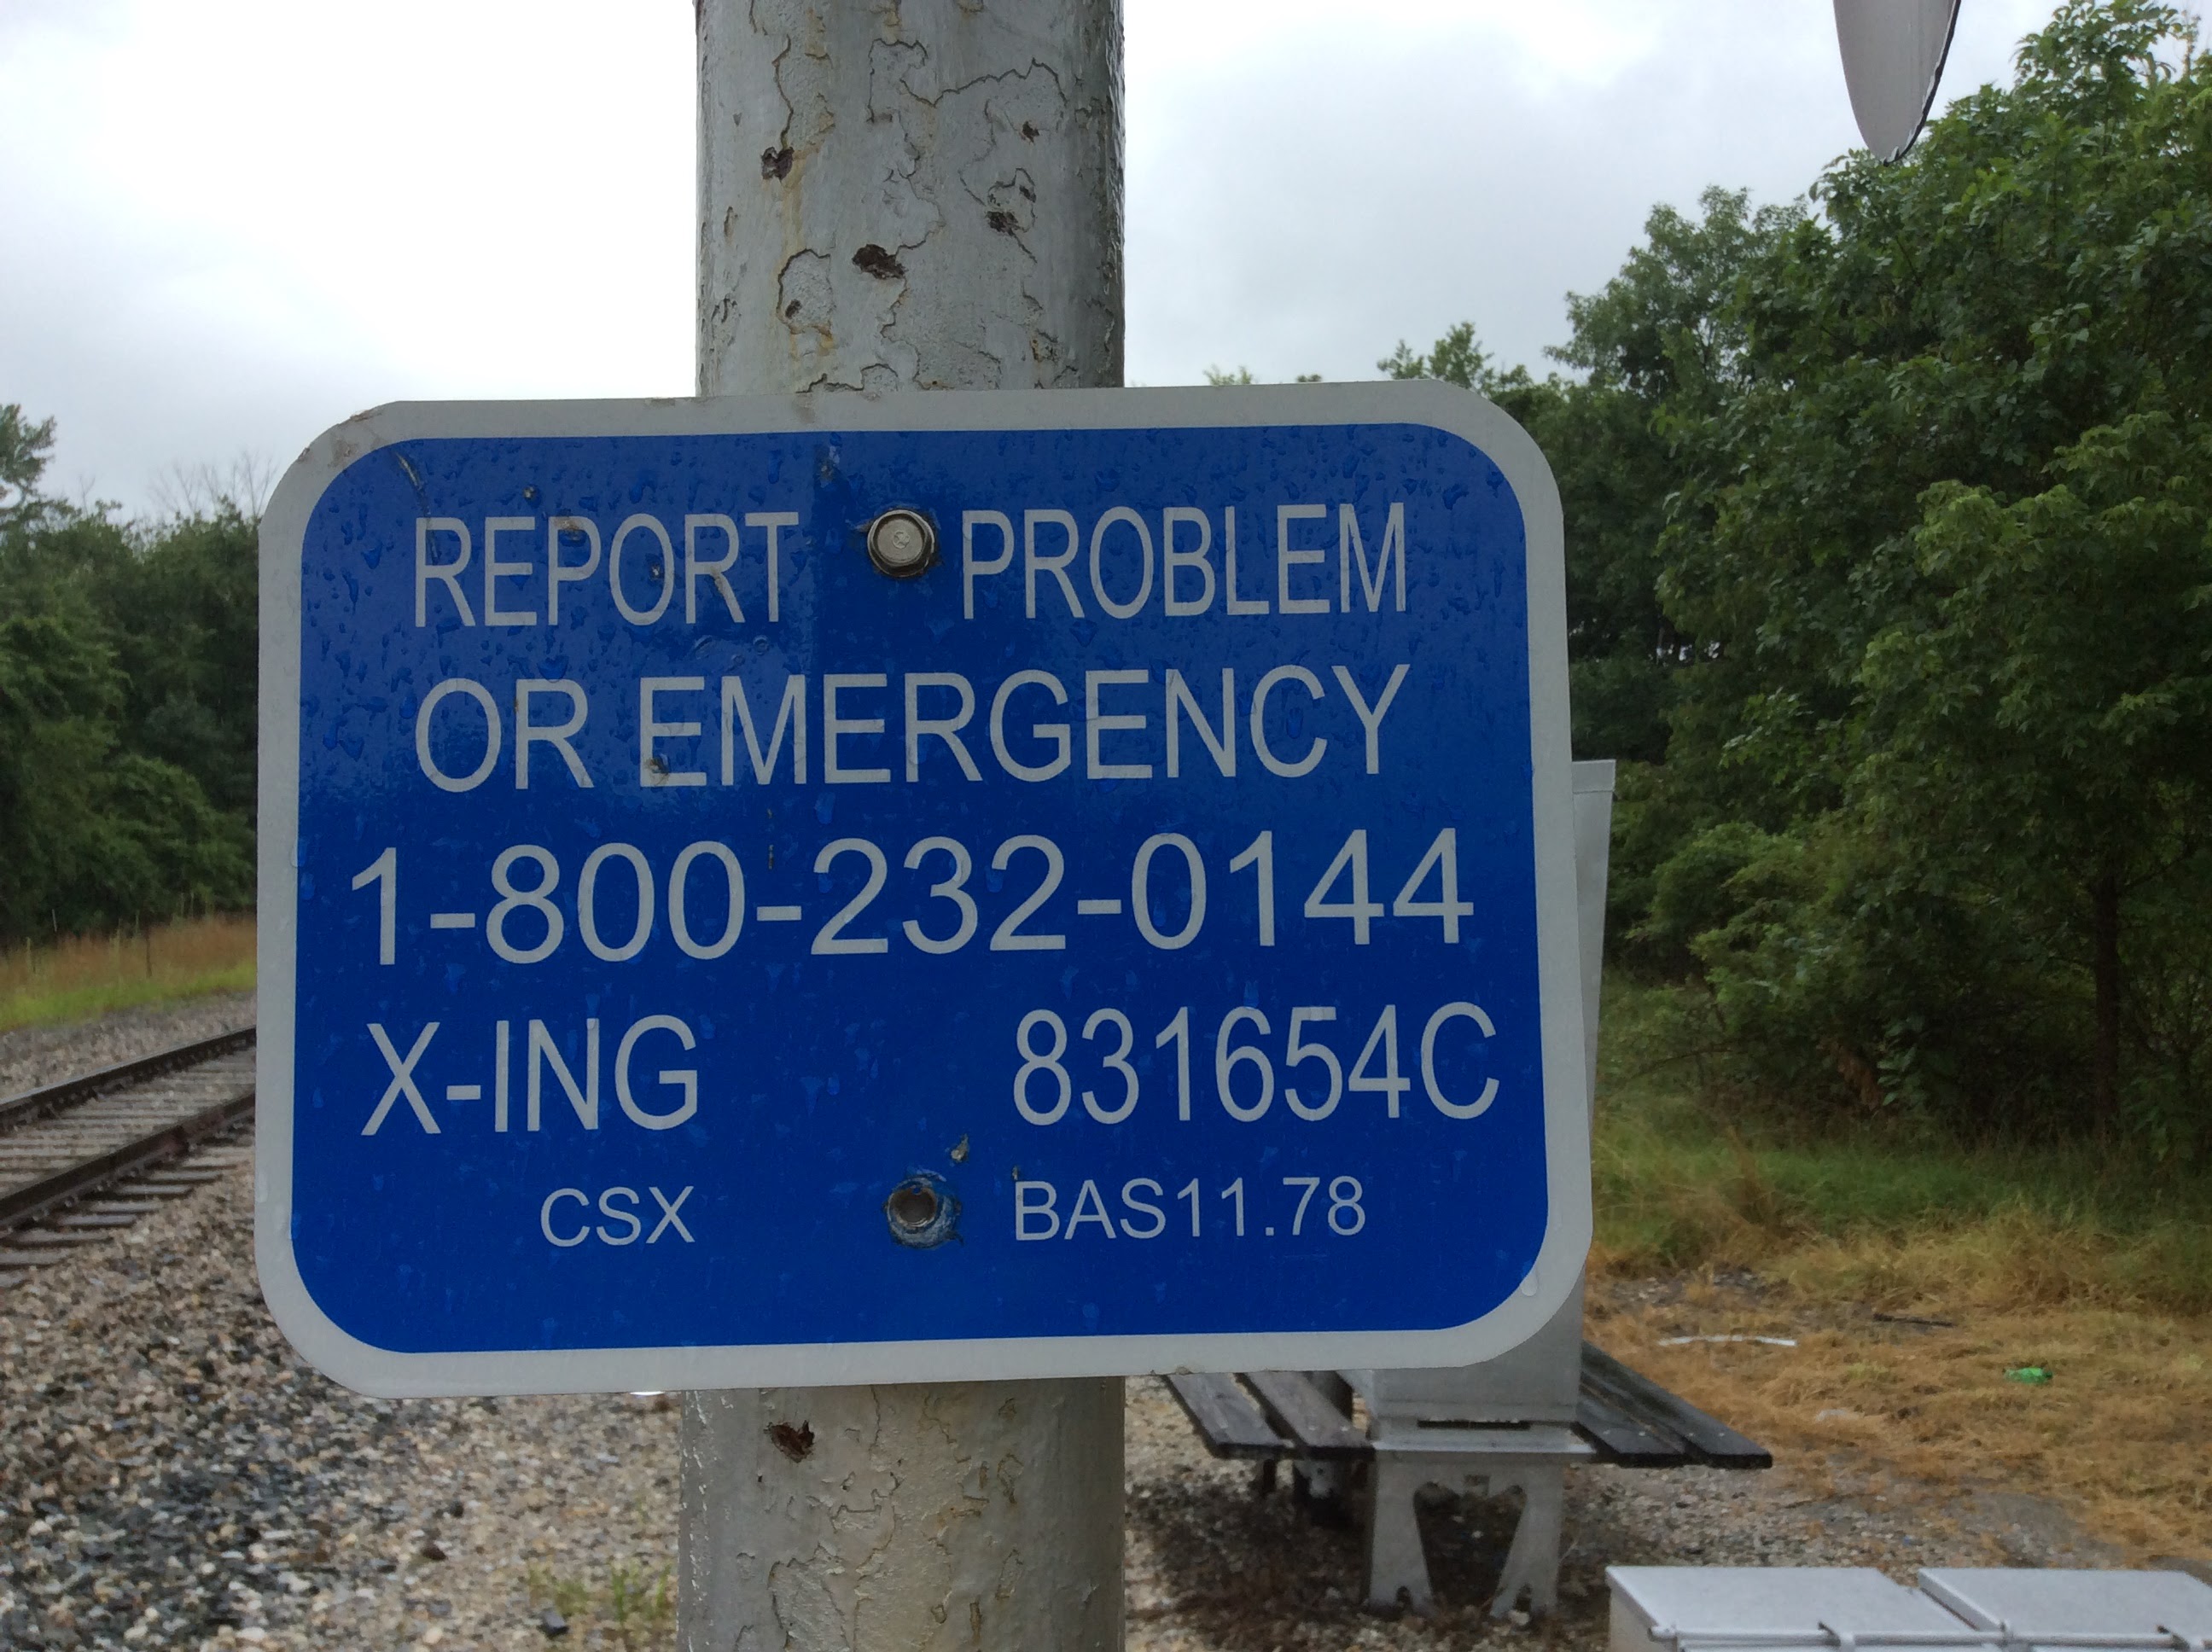 REPORT PROBLEM
OR EMERGENCY
1-800-232-0144
X-ING 831654C
CSX BAS11.78